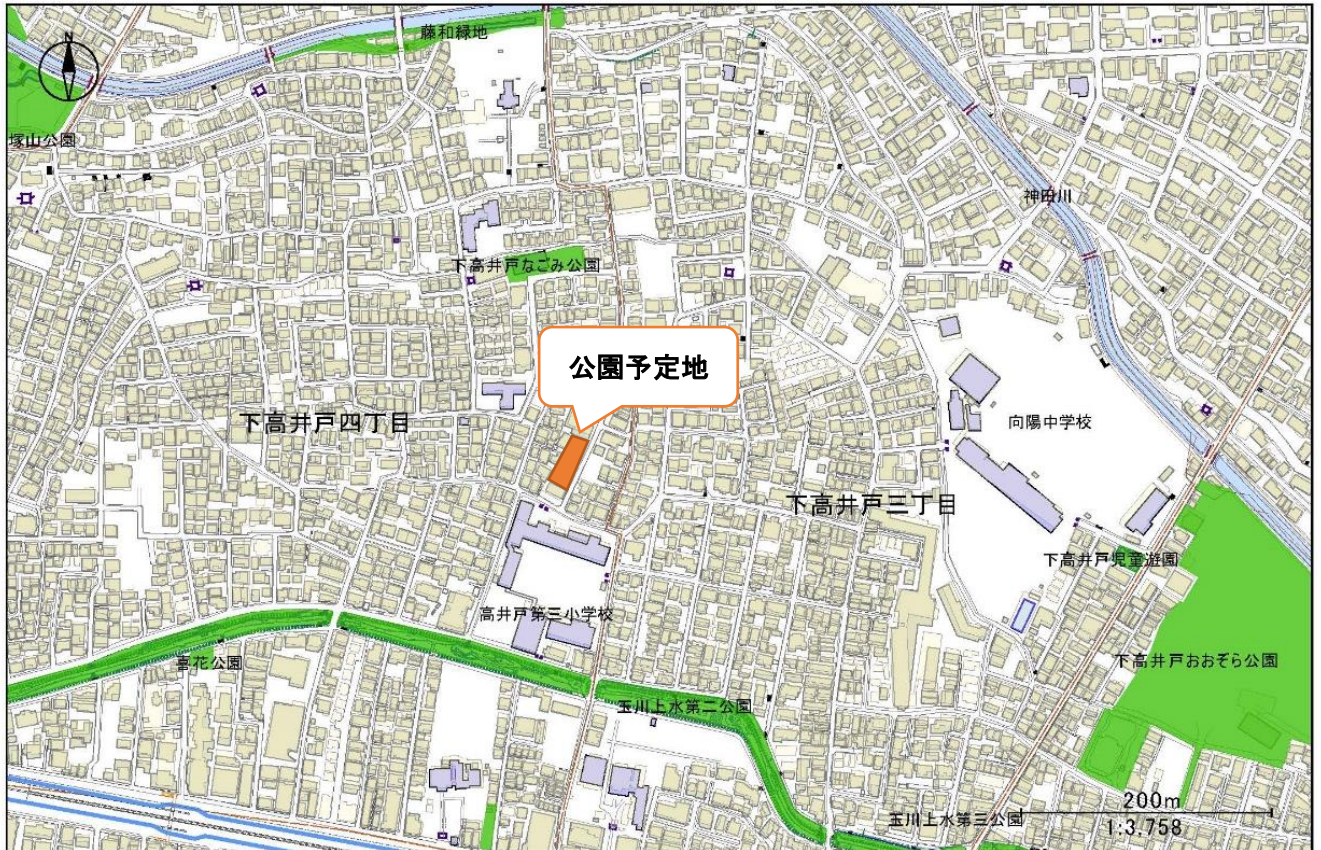 藤和緑地
N
塚山公園
神田川
下高井戸なごみ公園
公園予定地
下高井戸四丁目
向陽中学校
下高井戸三丁目
下高井戸児童遊園
高井戸第三小学校
下高井戸おおぞら公園
玉川上水第二公園
200m
玉川上水第三公園
1:3,758